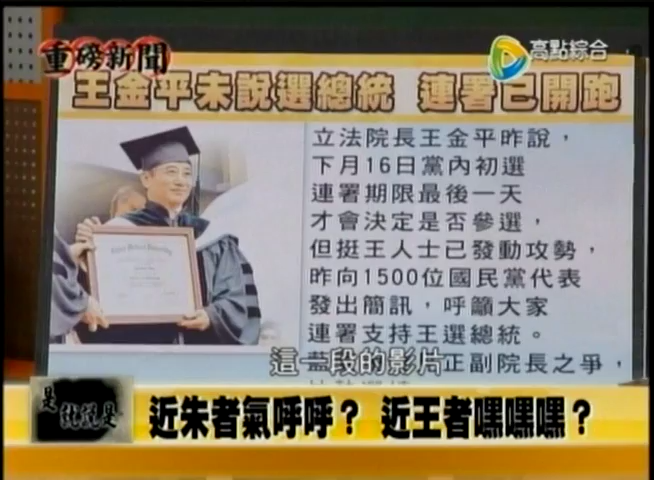 重磅新聞
高點綜合
王金平未說選總統 連署已開跑
立法院長王金平昨說，
下月16日黨內初選
連署期限最後一天
才會決定是否參選，
但挺王人士已發動攻勢，
昨向1500位國民黨代表
發出簡訊，呼籲大家
連署支持王選總統。
藍 正副院長之爭，
這一段的影片
是 就說是
近朱者氣呼呼？ 近王者嘿嘿嘿？